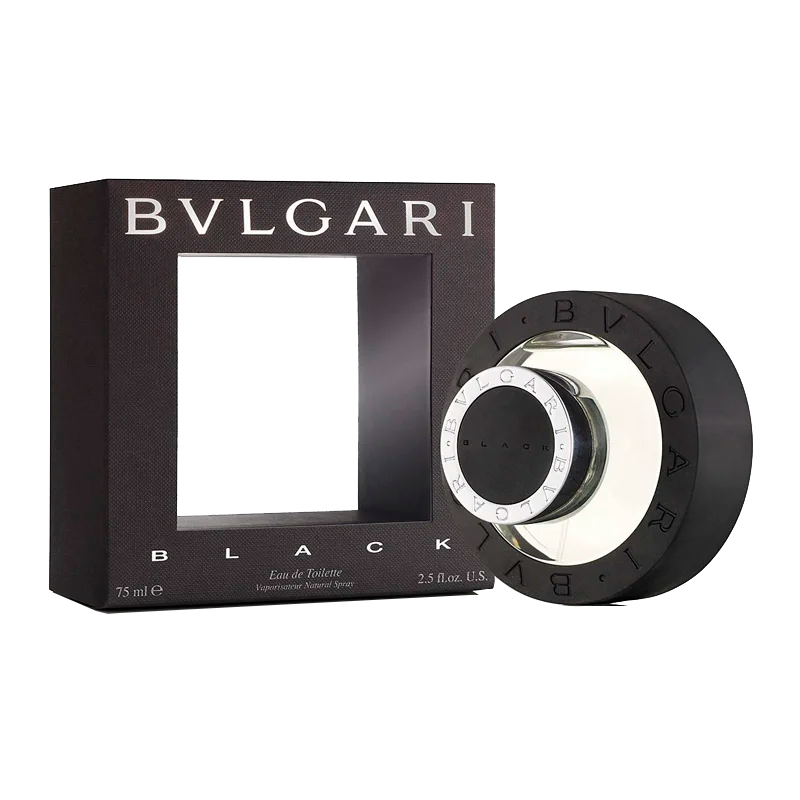 BVLGARI
BLACK
Eau de Toilette
Vaporisateur Natural Spray
75 ml ℮
2.5 fl.oz. U.S.
BVLGARI · BVLGARI
BVLGARI · BVLGARI
BLACK